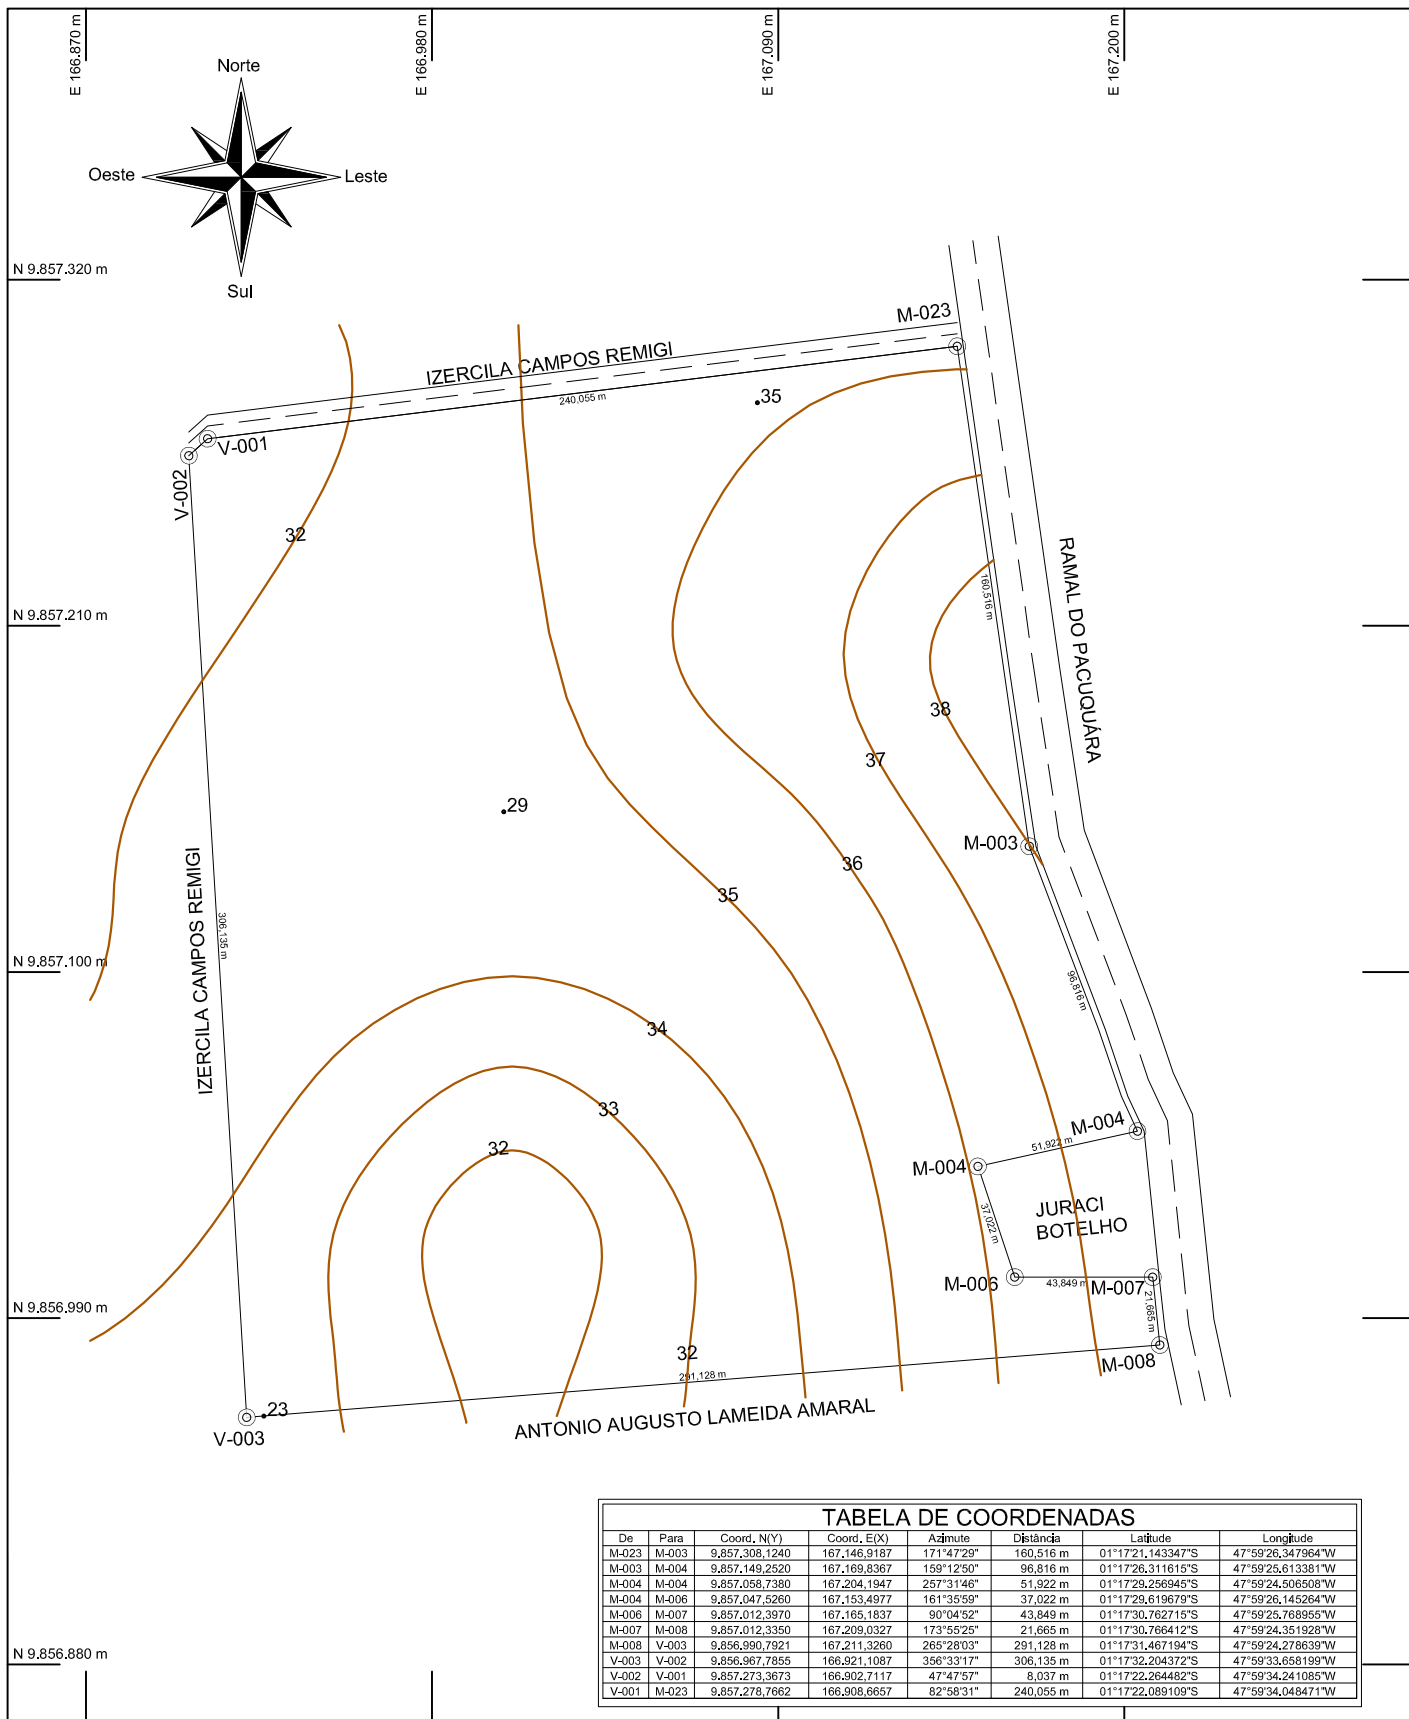 E 166.870 m
E 166.980 m
E 167.090 m
E 167.200 m
Norte
Oeste
Leste
Sul
N 9.857.320 m
M-023
IZERCILA CAMPOS REMIGI
240,055 m
35
V-001
V-002
32
160,516 m
RAMAL DO PACUQUÁRA
N 9.857.210 m
38
37
29
M-003
36
35
IZERCILA CAMPOS REMIGI
306,135 m
N 9.857.100 m
96,816 m
34
33
32
M-004
51,922 m
M-004
37,022 m
JURACI
BOTELHO
M-006
43,849 m
M-007
21,665 m
N 9.856.990 m
32
M-008
291,128 m
23
V-003
ANTONIO AUGUSTO LAMEIDA AMARAL
N 9.856.880 m
TABELA DE COORDENADAS
De Para Coord. N(Y) Coord. E(X) Azimute Distância Latitude Longitude
M-023 M-003 9.857.308,1240 167.146,9187 171°47'29" 160,516 m 01°17'21,143347"S 47°59'26,347964"W
M-003 M-004 9.857.149,2520 167.169,8367 159°12'50" 96,816 m 01°17'26,311615"S 47°59'25,613381"W
M-004 M-004 9.857.058,7380 167.204,1947 257°31'46" 51,922 m 01°17'29,256945"S 47°59'24,506508"W
M-004 M-006 9.857.047,5260 167.153,4977 161°35'59" 37,022 m 01°17'29,619679"S 47°59'26,145264"W
M-006 M-007 9.857.012,3970 167.165,1837 90°04'52" 43,849 m 01°17'30,762715"S 47°59'25,768955"W
M-007 M-008 9.857.012,3350 167.209,0327 173°55'25" 21,665 m 01°17'30,766412"S 47°59'24,351928"W
M-008 V-003 9.856.990,7921 167.211,3260 265°28'03" 291,128 m 01°17'31,467194"S 47°59'24,278639"W
V-003 V-002 9.856.967,7855 166.921,1087 356°33'17" 306,135 m 01°17'32,204372"S 47°59'33,658199"W
V-002 V-001 9.857.273,3673 166.902,7117 47°47'57" 8,037 m 01°17'22,264482"S 47°59'34,241085"W
V-001 M-023 9.857.278,7662 166.908,6657 82°58'31" 240,055 m 01°17'22,089109"S 47°59'34,048471"W